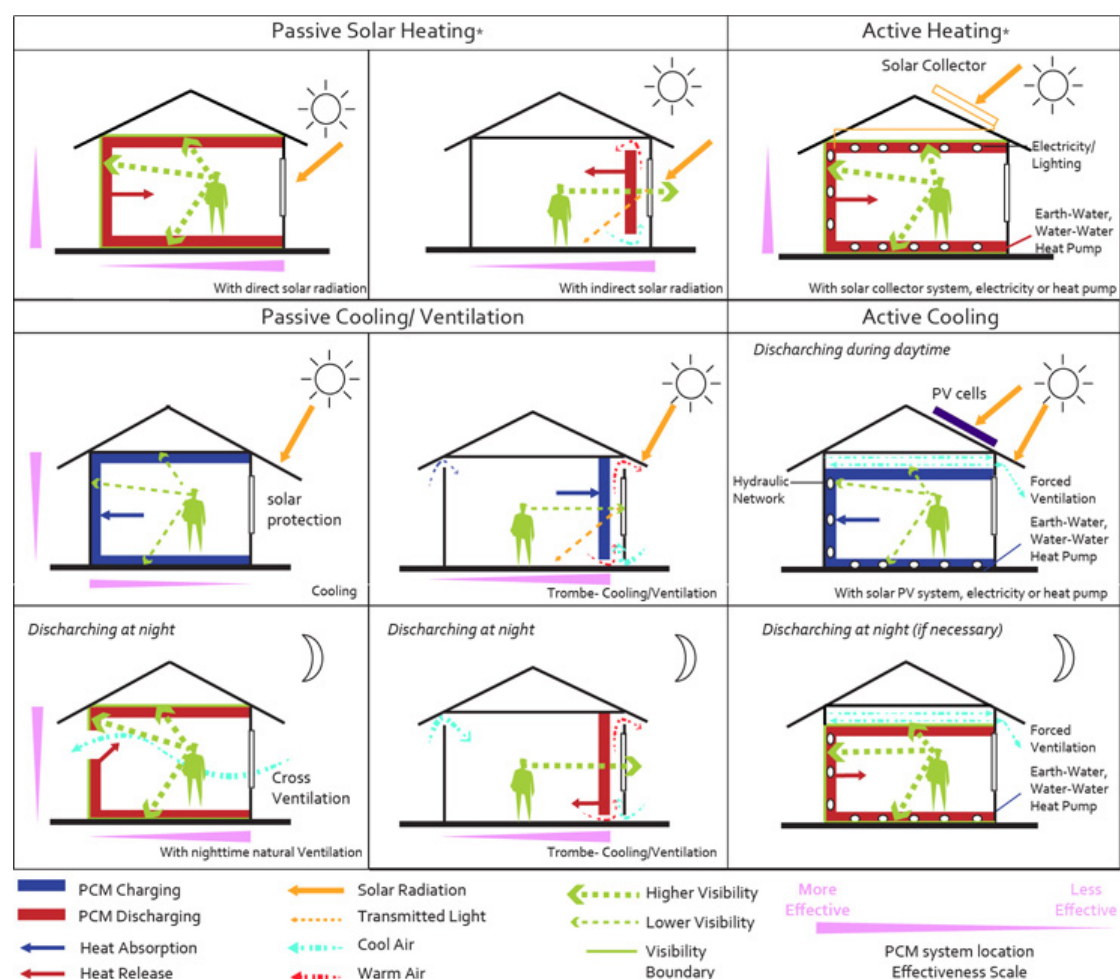 Passive Solar Heating*
Active Heating*
Solar Collector
Electricity/
Lighting
Earth-Water,
Water-Water
Heat Pump
With direct solar radiation
With indirect solar radiation
With solar collector system, electricity or heat pump
Passive Cooling/ Ventilation
Active Cooling
Discharching during daytime
PV cells
solar
protection
Hydraulic
Network
Forced
Ventilation
Earth-Water,
Water-Water
Heat Pump
Cooling
Trombe- Cooling/Ventilation
With solar PV system, electricity or heat pump
Discharching at night
Discharching at night
Discharching at night (if necessary)
Cross
Ventilation
Forced
Ventilation
Earth-Water,
Water-Water
Heat Pump
With nighttime natural Ventilation
Trombe- Cooling/Ventilation
PCM Charging
PCM Discharging
Heat Absorption
Heat Release
Solar Radiation
Transmitted Light
Cool Air
Warm Air
Higher Visibility
Lower Visibility
Visibility
Boundary
More
Effective
Less
Effective
PCM system location
Effectiveness Scale